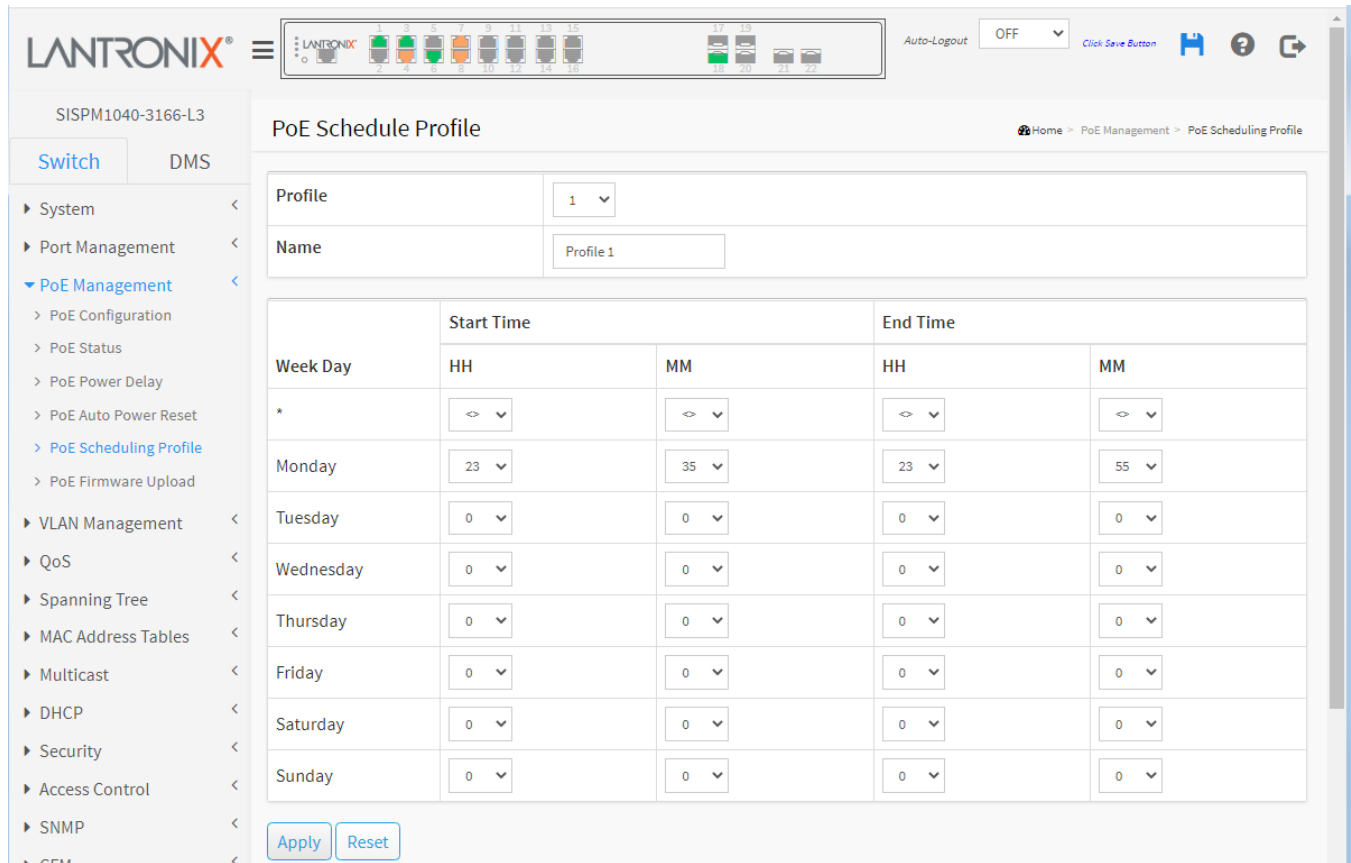 LANTRONIX®
1 3 5 7 9 11 13 15 17 19
LANTRONIX
2 4 6 8 10 12 14 16 18 20 21 22
Auto-Logout OFF Click Save Button
SISPM1040-3166-L3
Switch DMS
System
Port Management
PoE Management
> PoE Configuration
> PoE Status
> PoE Power Delay
> PoE Auto Power Reset
> PoE Scheduling Profile
> PoE Firmware Upload
VLAN Management
QoS
Spanning Tree
MAC Address Tables
Multicast
DHCP
Security
Access Control
SNMP
CFM
PoE Schedule Profile
Home > PoE Management > PoE Scheduling Profile
Profile 1
Name Profile 1
Start Time End Time
Week Day HH MM HH MM
* <> <> <> <>
Monday 23 35 23 55
Tuesday 0 0 0 0
Wednesday 0 0 0 0
Thursday 0 0 0 0
Friday 0 0 0 0
Saturday 0 0 0 0
Sunday 0 0 0 0
Apply Reset